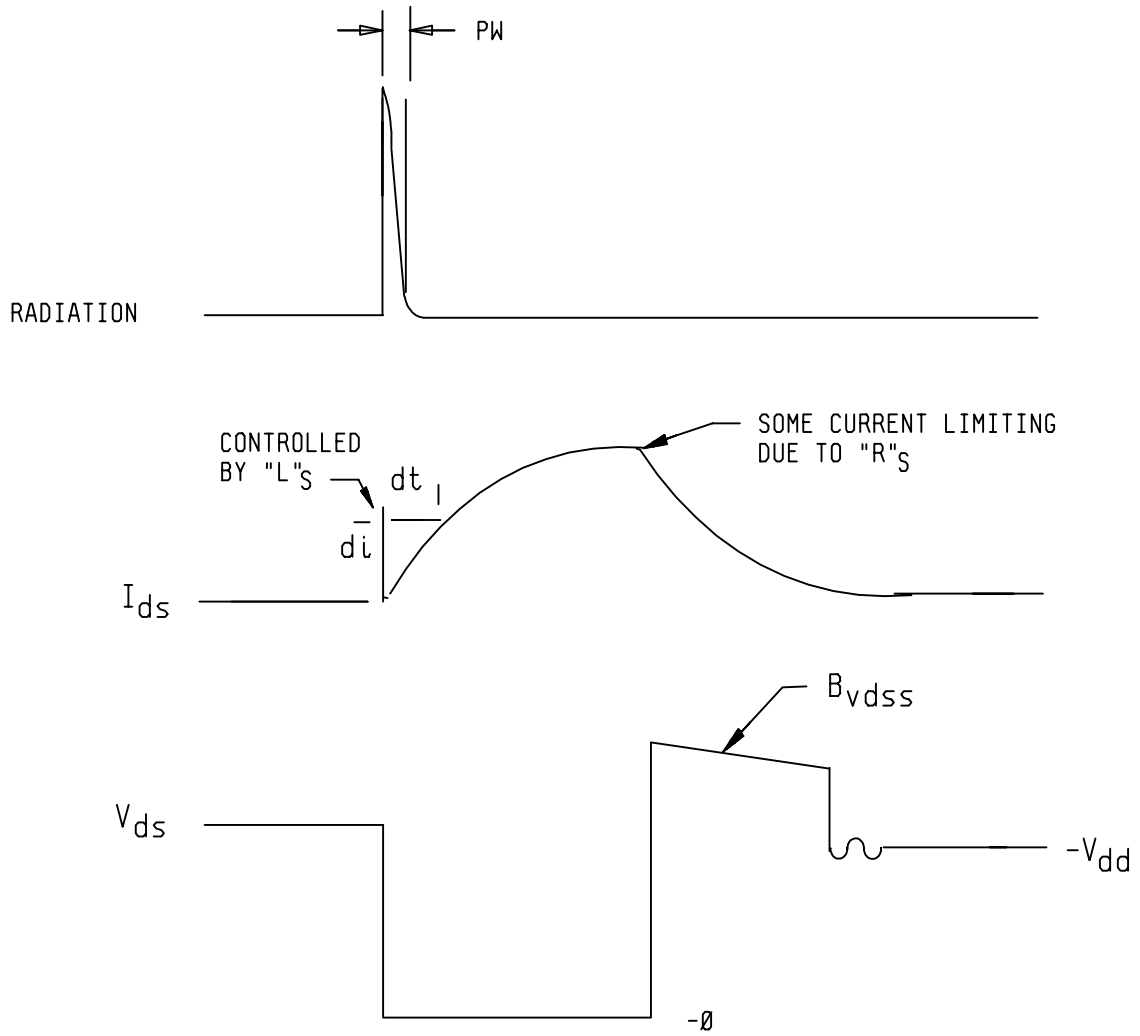 PW
RADIATION
SOME CURRENT LIMITING
DUE TO "R"S
CONTROLLED
BY "L"S
dt
di
Ids
Bvdss
Vds
-Vdd
-Ø